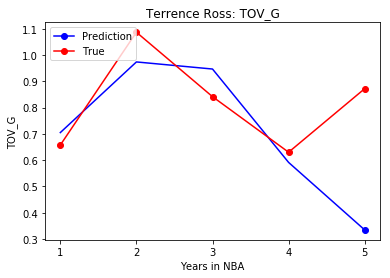 Terrence Ross: TOV_G
Prediction
True
1.1
1.0
0.9
0.8
0.7
0.6
0.5
0.4
0.3
TOV_G
1 2 3 4 5
Years in NBA